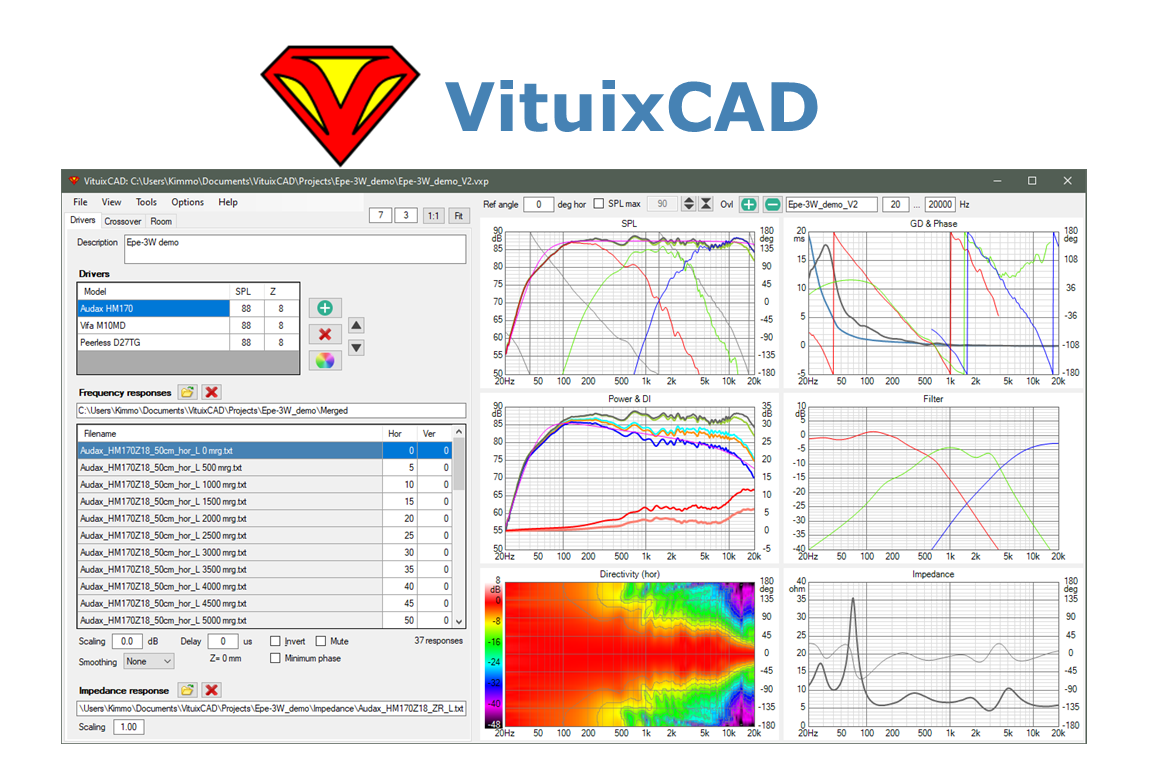 VituixCAD
VituixCAD: C:\Users\Kimmo\Documents\VituixCAD\Projects\Epe-3W_demo\Epe-3W_demo_V2.vxp
File View Tools Options Help
Drivers Crossover Room
7 3 1:1 Fit
Description Epe-3W demo
Drivers
Model SPL Z
Audax HM170 88 8
Vifa M10MD 88 8
Peerless D27TG 88 8
Frequency responses
C:\Users\Kimmo\Documents\VituixCAD\Projects\Epe-3W_demo\Merged
Filename Hor Ver
Audax_HM170Z18_50cm_hor_L 0 mrg.txt 0 0
Audax_HM170Z18_50cm_hor_L 500 mrg.txt 5 0
Audax_HM170Z18_50cm_hor_L 1000 mrg.txt 10 0
Audax_HM170Z18_50cm_hor_L 1500 mrg.txt 15 0
Audax_HM170Z18_50cm_hor_L 2000 mrg.txt 20 0
Audax_HM170Z18_50cm_hor_L 2500 mrg.txt 25 0
Audax_HM170Z18_50cm_hor_L 3000 mrg.txt 30 0
Audax_HM170Z18_50cm_hor_L 3500 mrg.txt 35 0
Audax_HM170Z18_50cm_hor_L 4000 mrg.txt 40 0
Audax_HM170Z18_50cm_hor_L 4500 mrg.txt 45 0
Audax_HM170Z18_50cm_hor_L 5000 mrg.txt 50 0
Scaling 0.0 dB Delay 0 us Invert Mute 37 responses
Smoothing None Z= 0 mm Minimum phase
Impedance response
\Users\Kimmo\Documents\VituixCAD\Projects\Epe-3W_demo\Impedance\Audax_HM170Z18_ZR_L.txt
Scaling 1.00
Ref angle 0 deg hor SPL max 90 Ovl Epe-3W_demo_V2 20 ... 20000 Hz
SPL
90 dB 85 80 75 70 65 60 55 50
180 deg 135 90 45 0 -45 -90 -135 -180
20Hz 50 100 200 500 1k 2k 5k 10k 20k
GD & Phase
20 ms 15 10 5 0 -5
180 deg 108 36 -36 -108 -180
20Hz 50 100 200 500 1k 2k 5k 10k 20k
Power & DI
90 dB 85 80 75 70 65 60 55 50
35 dB 30 25 20 15 10 5 0 -5
20Hz 50 100 200 500 1k 2k 5k 10k 20k
Filter
10 dB 5 0 -5 -10 -15 -20 -25 -30 -35 -40
20Hz 50 100 200 500 1k 2k 5k 10k 20k
Directivity (hor)
8 dB 0 -8 -16 -24 -32 -40 -48
180 deg 135 90 45 0 -45 -90 -135 -180
20Hz 50 100 200 500 1k 2k 5k 10k 20k
Impedance
40 ohm 35 30 25 20 15 10 5 0
180 deg 135 90 45 0 -45 -90 -135 -180
20Hz 50 100 200 500 1k 2k 5k 10k 20k